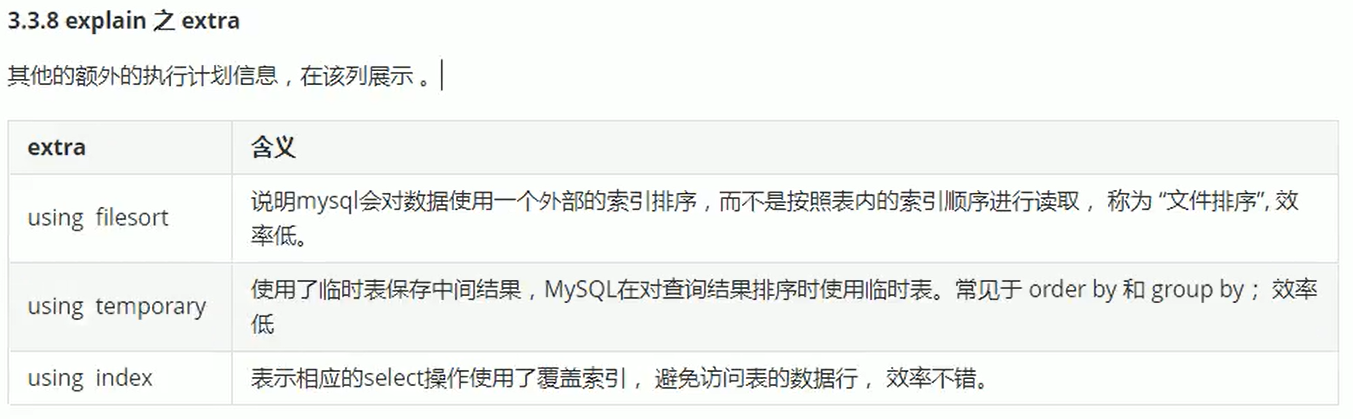 3.3.8 explain 之 extra
其他的额外的执行计划信息，在该列展示 。
extra 含义
using filesort 说明mysql会对数据使用一个外部的索引排序，而不是按照表内的索引顺序进行读取， 称为 “文件排序”, 效
率低。
using temporary 使用了临时表保存中间结果，MySQL在对查询结果排序时使用临时表。常见于 order by 和 group by； 效率
低
using index 表示相应的select操作使用了覆盖索引， 避免访问表的数据行， 效率不错。